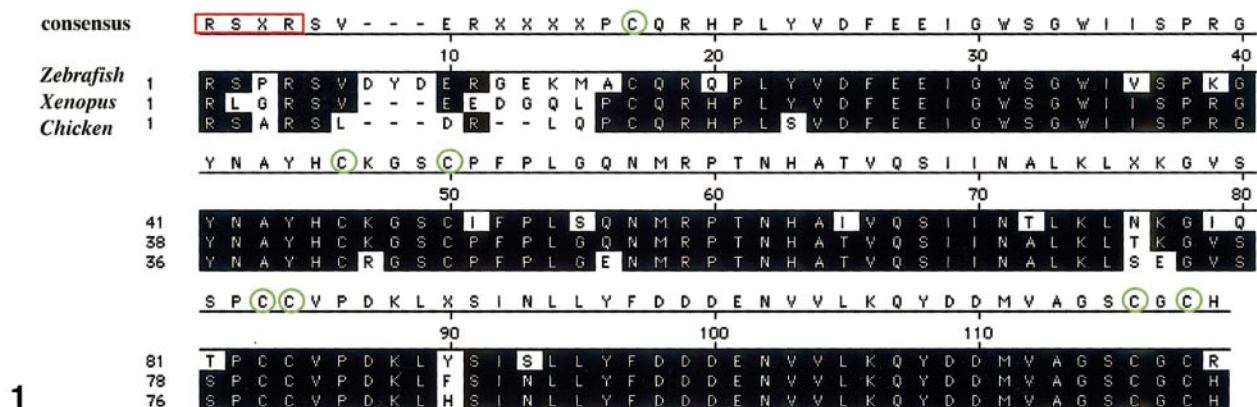 consensus R S X R S V - - - E R X X X X P C Q R H P L Y V D F E E I G W S G W I I S P R G
10 20 30 40
Zebrafish 1 R S P R S V D Y D E R G E K M A C Q R Q P L Y V D F E E I G W S G W I V S P K G
Xenopus 1 R L G R S V - - - E E D G Q L P C Q R H P L Y V D F E E I G W S G W I I S P R G
Chicken 1 R S A R S L - - - D R - - L Q P C Q R H P L S V D F E E I G W S G W I I S P R G
Y N A Y H C K G S C P F P L G Q N M R P T N H A T V Q S I I N A L K L X K G V S
50 60 70 80
41 Y N A Y H C K G S C I F P L S Q N M R P T N H A I V Q S I I N T L K L N K G I Q
38 Y N A Y H C K G S C P F P L G Q N M R P T N H A T V Q S I I N A L K L T K G V S
36 Y N A Y H C R G S C P F P L G E N M R P T N H A T V Q S I I N A L K L S E G V S
S P C C V P D K L X S I N L L Y F D D D E N V V L K Q Y D D M V A G S C G C H
90 100 110
81 T P C C V P D K L Y S I S L L Y F D D D E N V V L K Q Y D D M V A G S C G C R
78 S P C C V P D K L F S I N L L Y F D D D E N V V L K Q Y D D M V A G S C G C H
76 S P C C V P D K L H S I N L L Y F D D D E N V V L K Q Y D D M V A G S C G C H
1